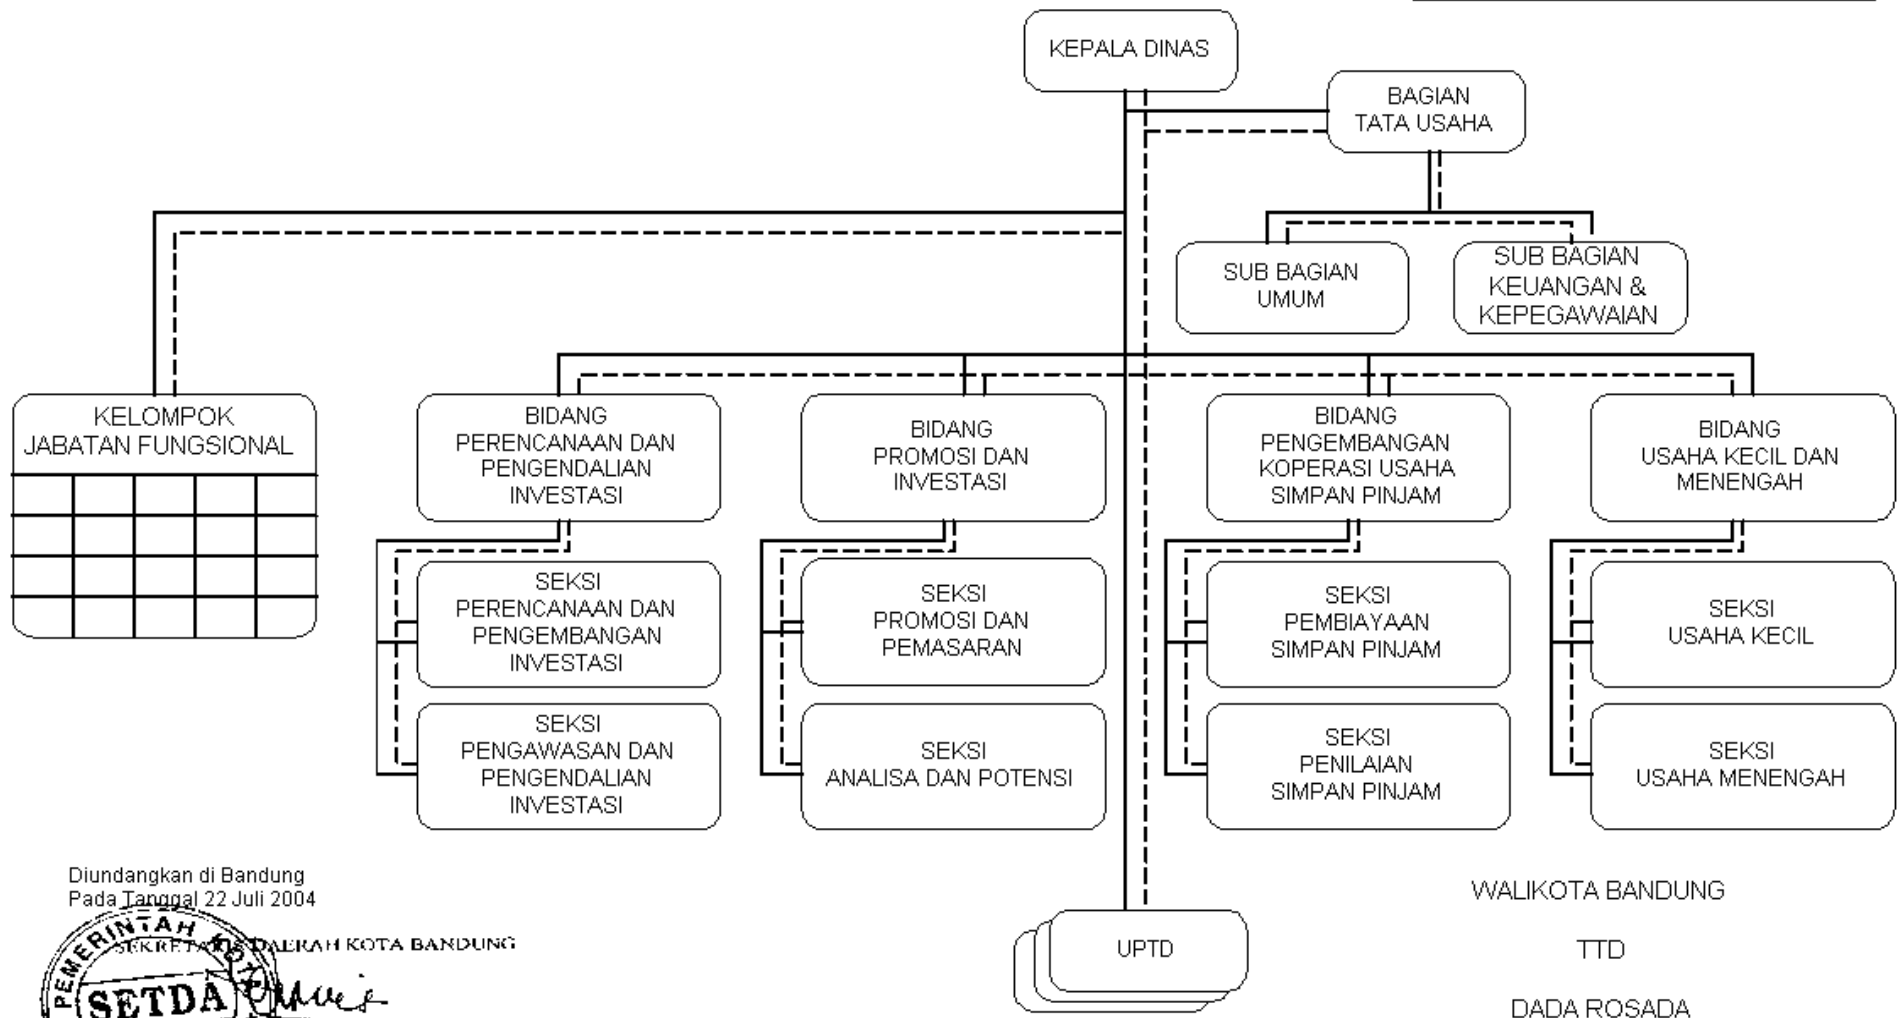 KEPALA DINAS
BAGIAN
TATA USAHA
SUB BAGIAN
UMUM
SUB BAGIAN
KEUANGAN &
KEPEGAWAIAN
KELOMPOK
JABATAN FUNGSIONAL
BIDANG
PERENCANAAN DAN
PENGENDALIAN
INVESTASI
BIDANG
PROMOSI DAN
INVESTASI
BIDANG
PENGEMBANGAN
KOPERASI USAHA
SIMPAN PINJAM
BIDANG
USAHA KECIL DAN
MENENGAH
SEKSI
PERENCANAAN DAN
PENGEMBANGAN
INVESTASI
SEKSI
PROMOSI DAN
PEMASARAN
SEKSI
PEMBIAYAAN
SIMPAN PINJAM
SEKSI
USAHA KECIL
SEKSI
PENGAWASAN DAN
PENGENDALIAN
INVESTASI
SEKSI
ANALISA DAN POTENSI
SEKSI
PENILAIAN
SIMPAN PINJAM
SEKSI
USAHA MENENGAH
UPTD
Diundangkan di Bandung
Pada Tanggal 22 Juli 2004
SEKRETARIS DAERAH KOTA BANDUNG
PEMERINTAH KOTA
SETDA
WALIKOTA BANDUNG
TTD
DADA ROSADA